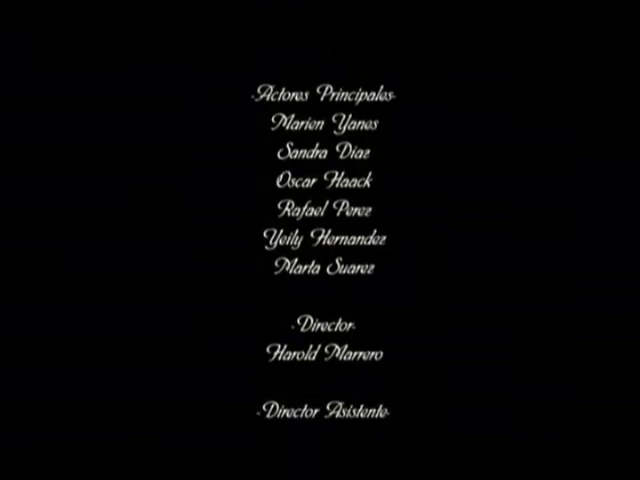 -Actores Principales-
Marien Yanes
Sandra Diaz
Oscar Haack
Rafael Perez
Yeily Hernandez
Marta Suarez
-Director-
Harold Marrero
-Director Asistente-